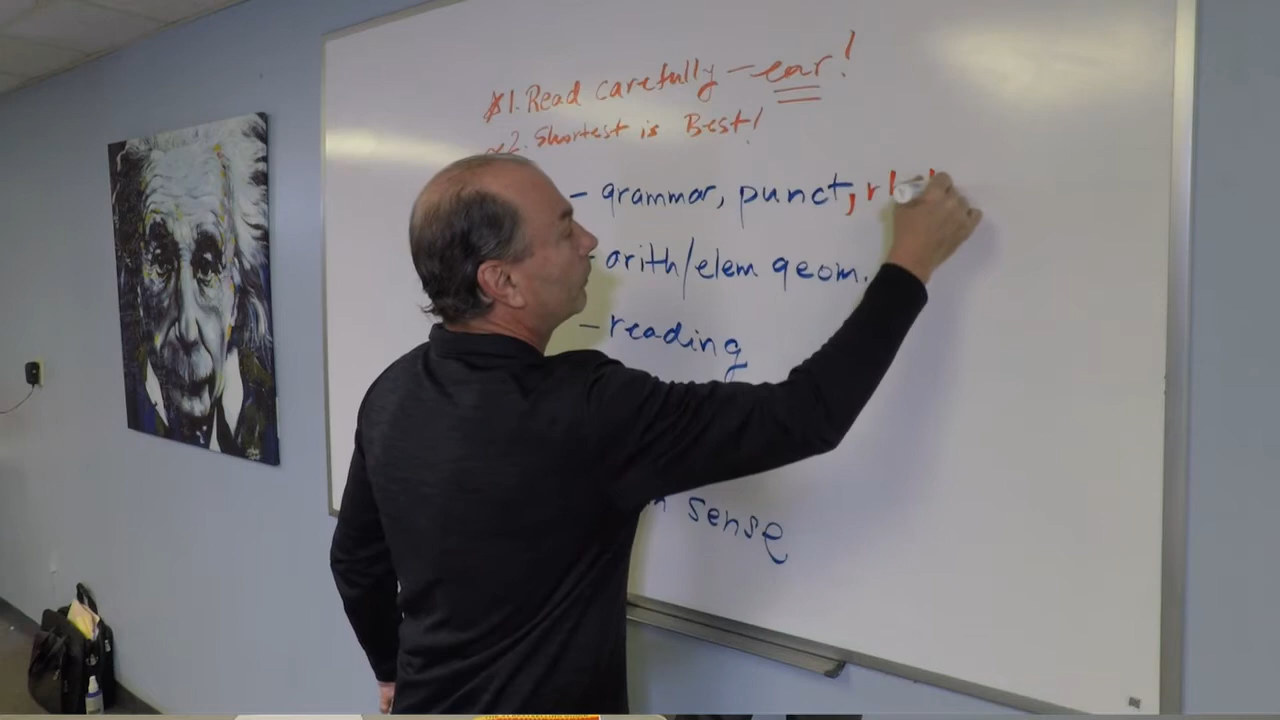 1. Read carefully – ear!
2. Shortest is Best!
- grammar, punct,
- arith/elem geom.
- reading
sense